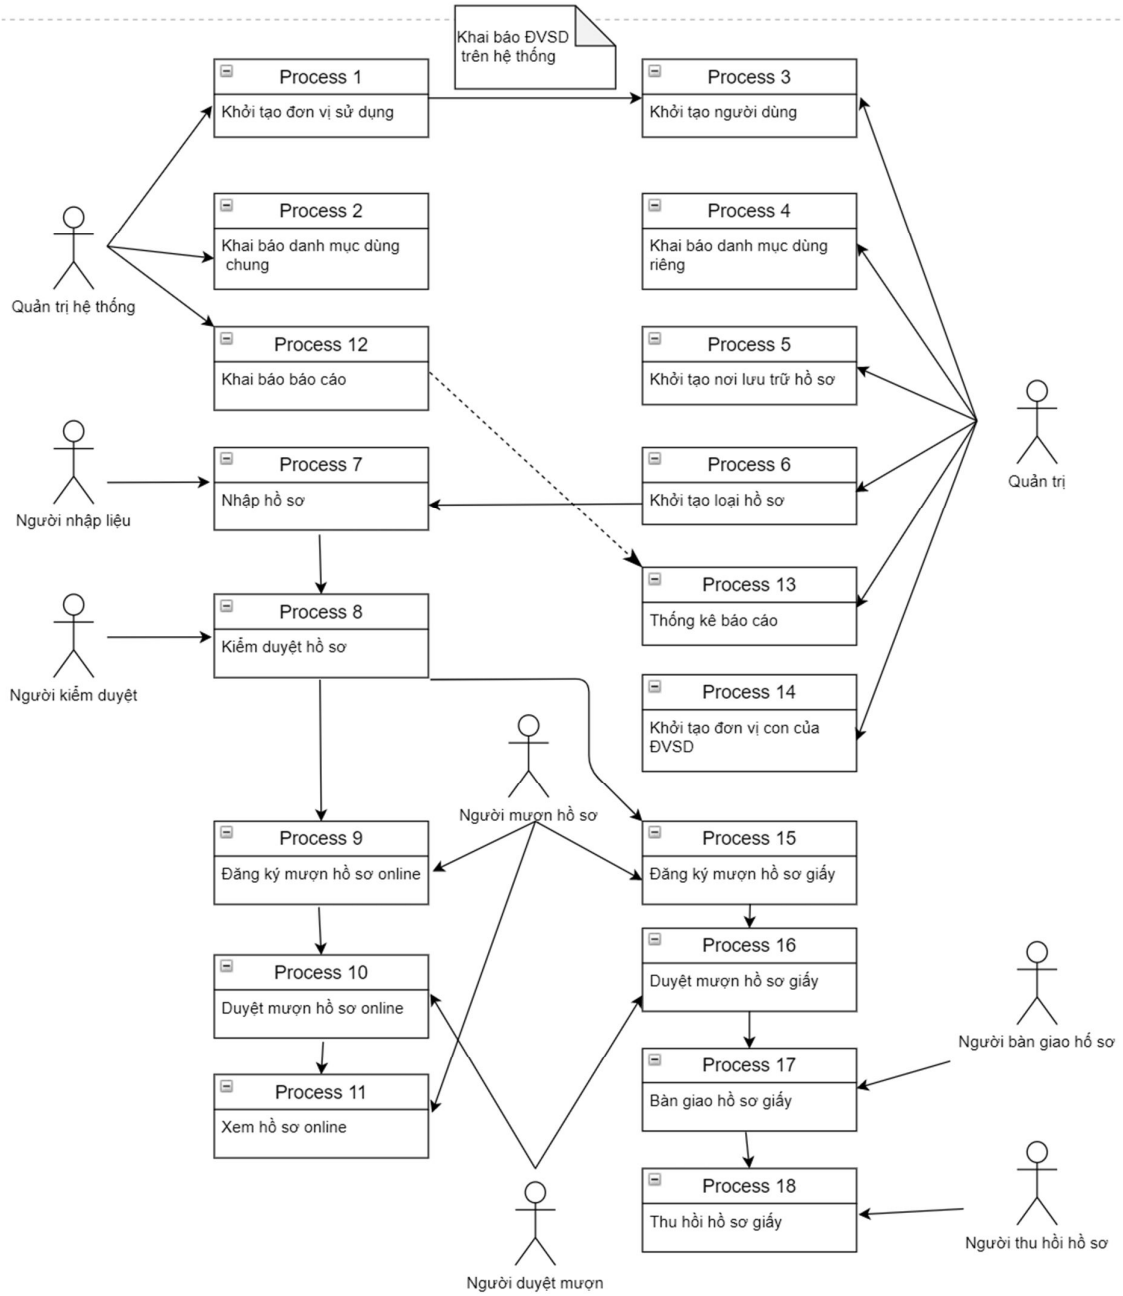 Khai báo ĐVSD
trên hệ thống
Process 1
Khởi tạo đơn vị sử dụng
Process 3
Khởi tạo người dùng
Process 2
Khai báo danh mục dùng
chung
Process 4
Khai báo danh mục dùng
riêng
Quản trị hệ thống
Process 12
Khai báo báo cáo
Process 5
Khởi tạo nơi lưu trữ hồ sơ
Process 7
Nhập hồ sơ
Process 6
Khởi tạo loại hồ sơ
Quản trị
Người nhập liệu
Process 13
Thống kê báo cáo
Process 8
Kiểm duyệt hồ sơ
Người kiểm duyệt
Process 14
Khởi tạo đơn vị con của
ĐVSD
Người mượn hồ sơ
Process 9
Đăng ký mượn hồ sơ online
Process 15
Đăng ký mượn hồ sơ giấy
Process 10
Duyệt mượn hồ sơ online
Process 16
Duyệt mượn hồ sơ giấy
Người bàn giao hồ sơ
Process 11
Xem hồ sơ online
Process 17
Bàn giao hồ sơ giấy
Process 18
Thu hồi hồ sơ giấy
Người thu hồi hồ sơ
Người duyệt mượn